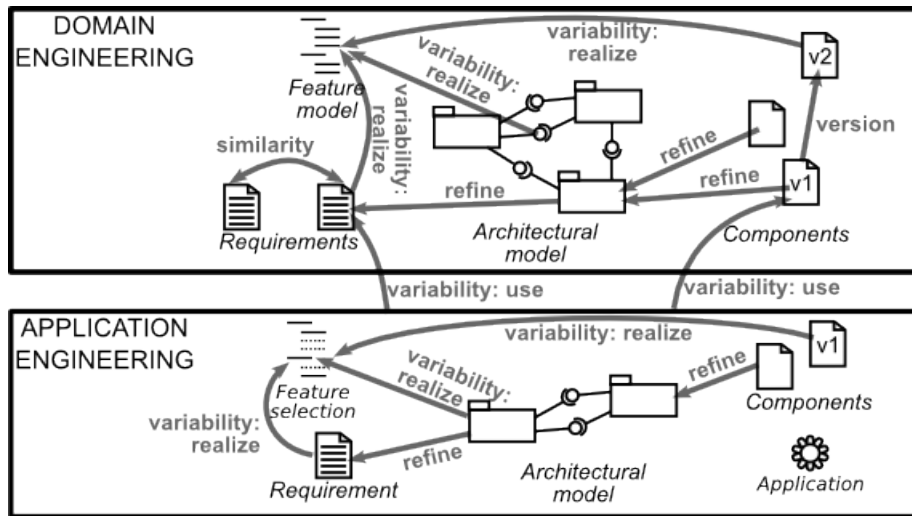 DOMAIN
ENGINEERING
Feature
model
variability:
realize
variability:
realize
variability:
realize
v2
version
similarity
refine
refine
refine
v1
Requirements
Architectural
model
Components
variability: use
variability: use
APPLICATION
ENGINEERING
variability: realize
v1
Feature
selection
variability:
realize
refine
Components
variability:
realize
refine
Requirement
Architectural
model
Application